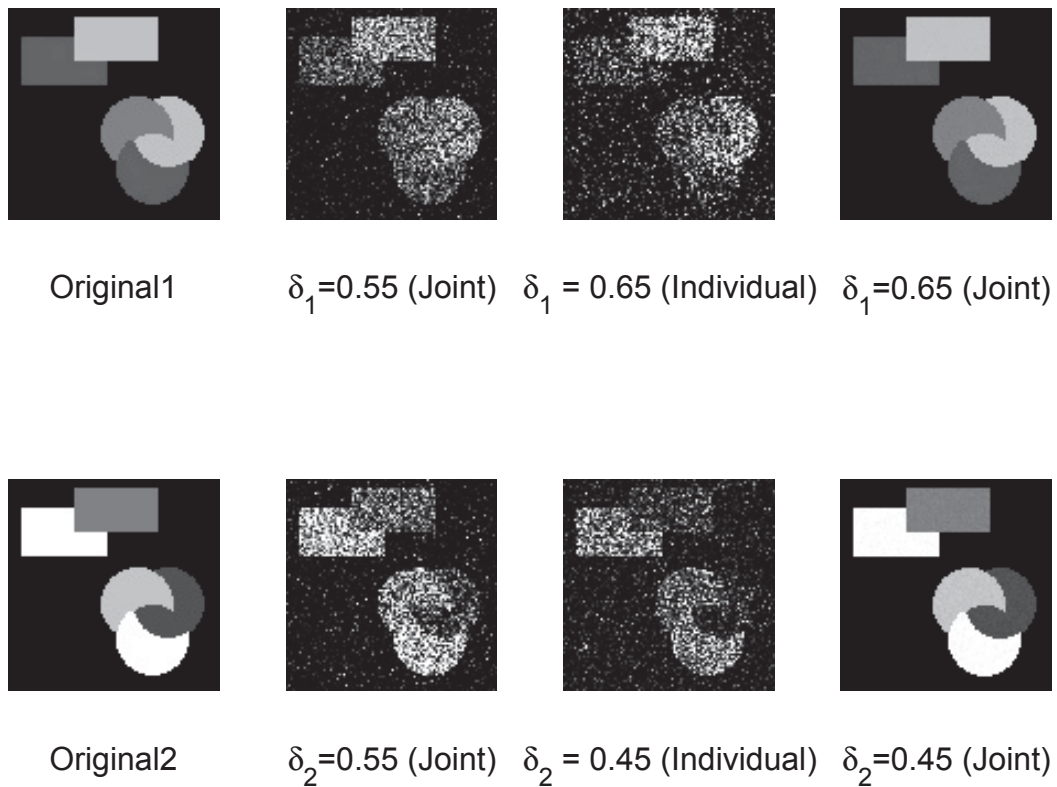 Original1 δ1=0.55 (Joint) δ1 = 0.65 (Individual) δ1=0.65 (Joint)
Original2 δ2=0.55 (Joint) δ2 = 0.45 (Individual) δ2=0.45 (Joint)